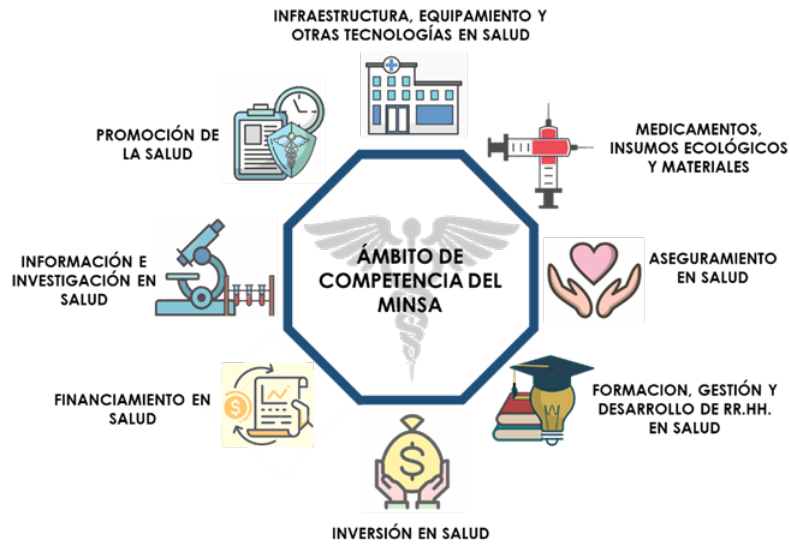 INFRAESTRUCTURA, EQUIPAMIENTO Y
OTRAS TECNOLOGÍAS EN SALUD
PROMOCIÓN DE
LA SALUD
MEDICAMENTOS,
INSUMOS ECOLÓGICOS
Y MATERIALES
ÁMBITO DE
COMPETENCIA DEL
MINSA
INFORMACIÓN E
INVESTIGACIÓN EN
SALUD
ASEGURAMIENTO
EN SALUD
FINANCIAMIENTO EN
SALUD
FORMACION, GESTIÓN Y
DESARROLLO DE RR.HH.
EN SALUD
INVERSIÓN EN SALUD